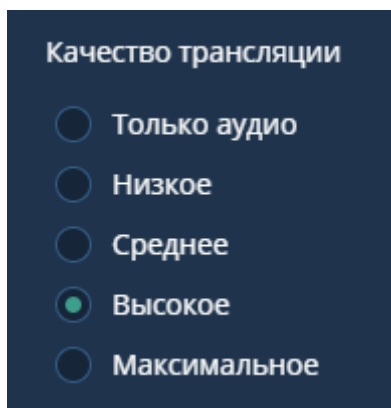 Качество трансляции
Только аудио
Низкое
Среднее
Высокое
Максимальное